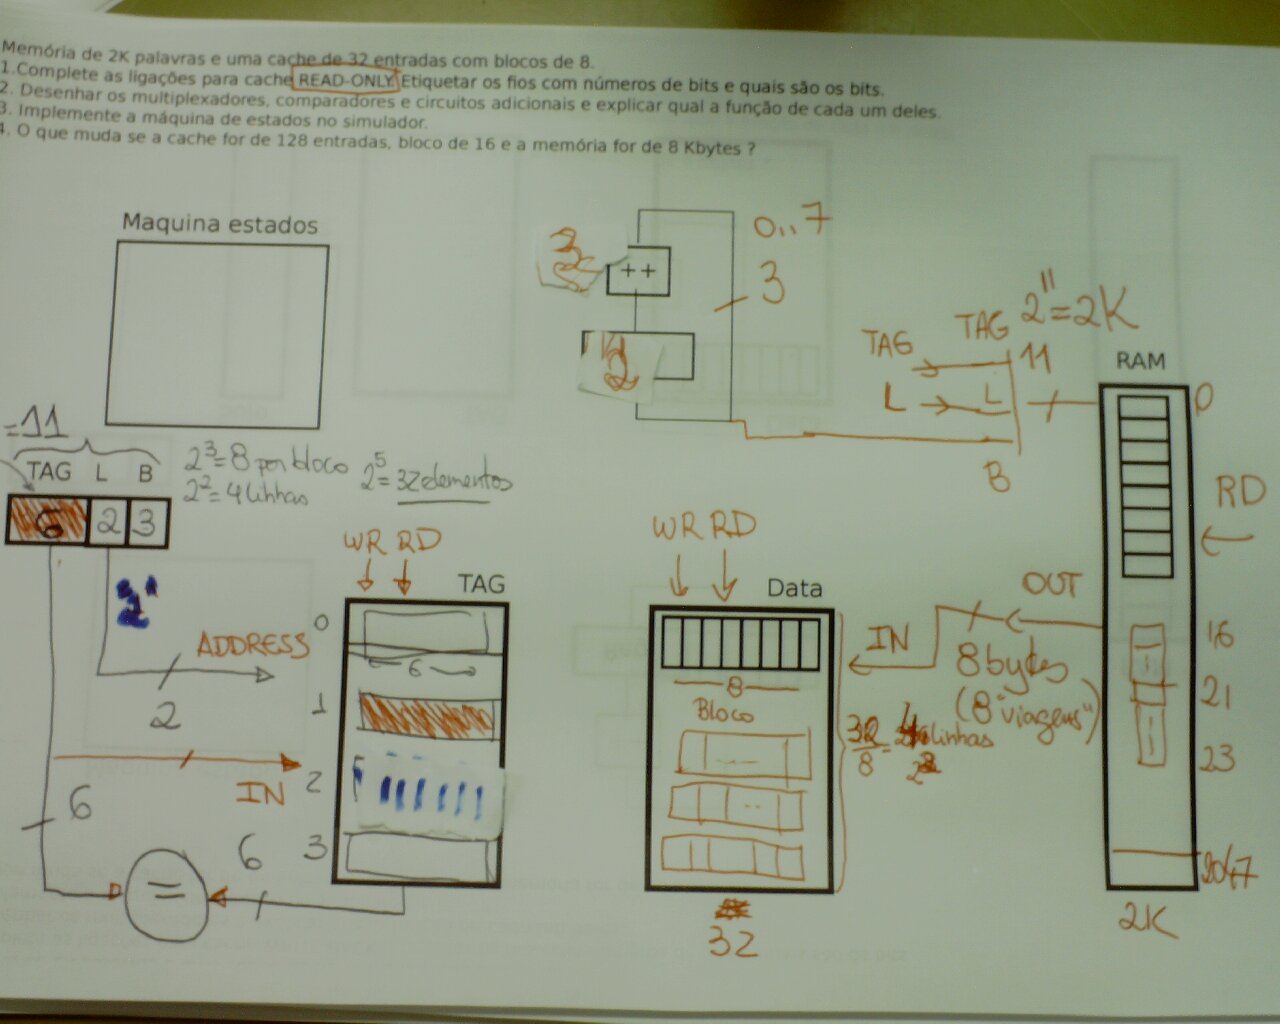 Memória de 2K palavras e uma cache de 32 entradas com blocos de 8.
1.Complete as ligações para cache READ-ONLY. Etiquetar os fios com números de bits e quais são os bits.
2. Desenhar os multiplexadores, comparadores e circuitos adicionais e explicar qual a função de cada um deles.
3. Implemente a máquina de estados no simulador.
4. O que muda se a cache for de 128 entradas, bloco de 16 e a memória for de 8 Kbytes ?
Maquina estados
++
0..7
3
TAG
TAG
2^11=2K
11
L
L
B
RAM
0
RD
=11
TAG L B
6 2 3
2^3=8 por bloco
2^2=4 linhas
2^5=32 elementos
2
ADDRESS
2
IN
6
6
=
WR RD
TAG
0
6
1
2
3
WR RD
Data
8
Bloco
32
IN
OUT
8 bytes
(8 "viagens")
linhas
8
16
21
23
2047
2K